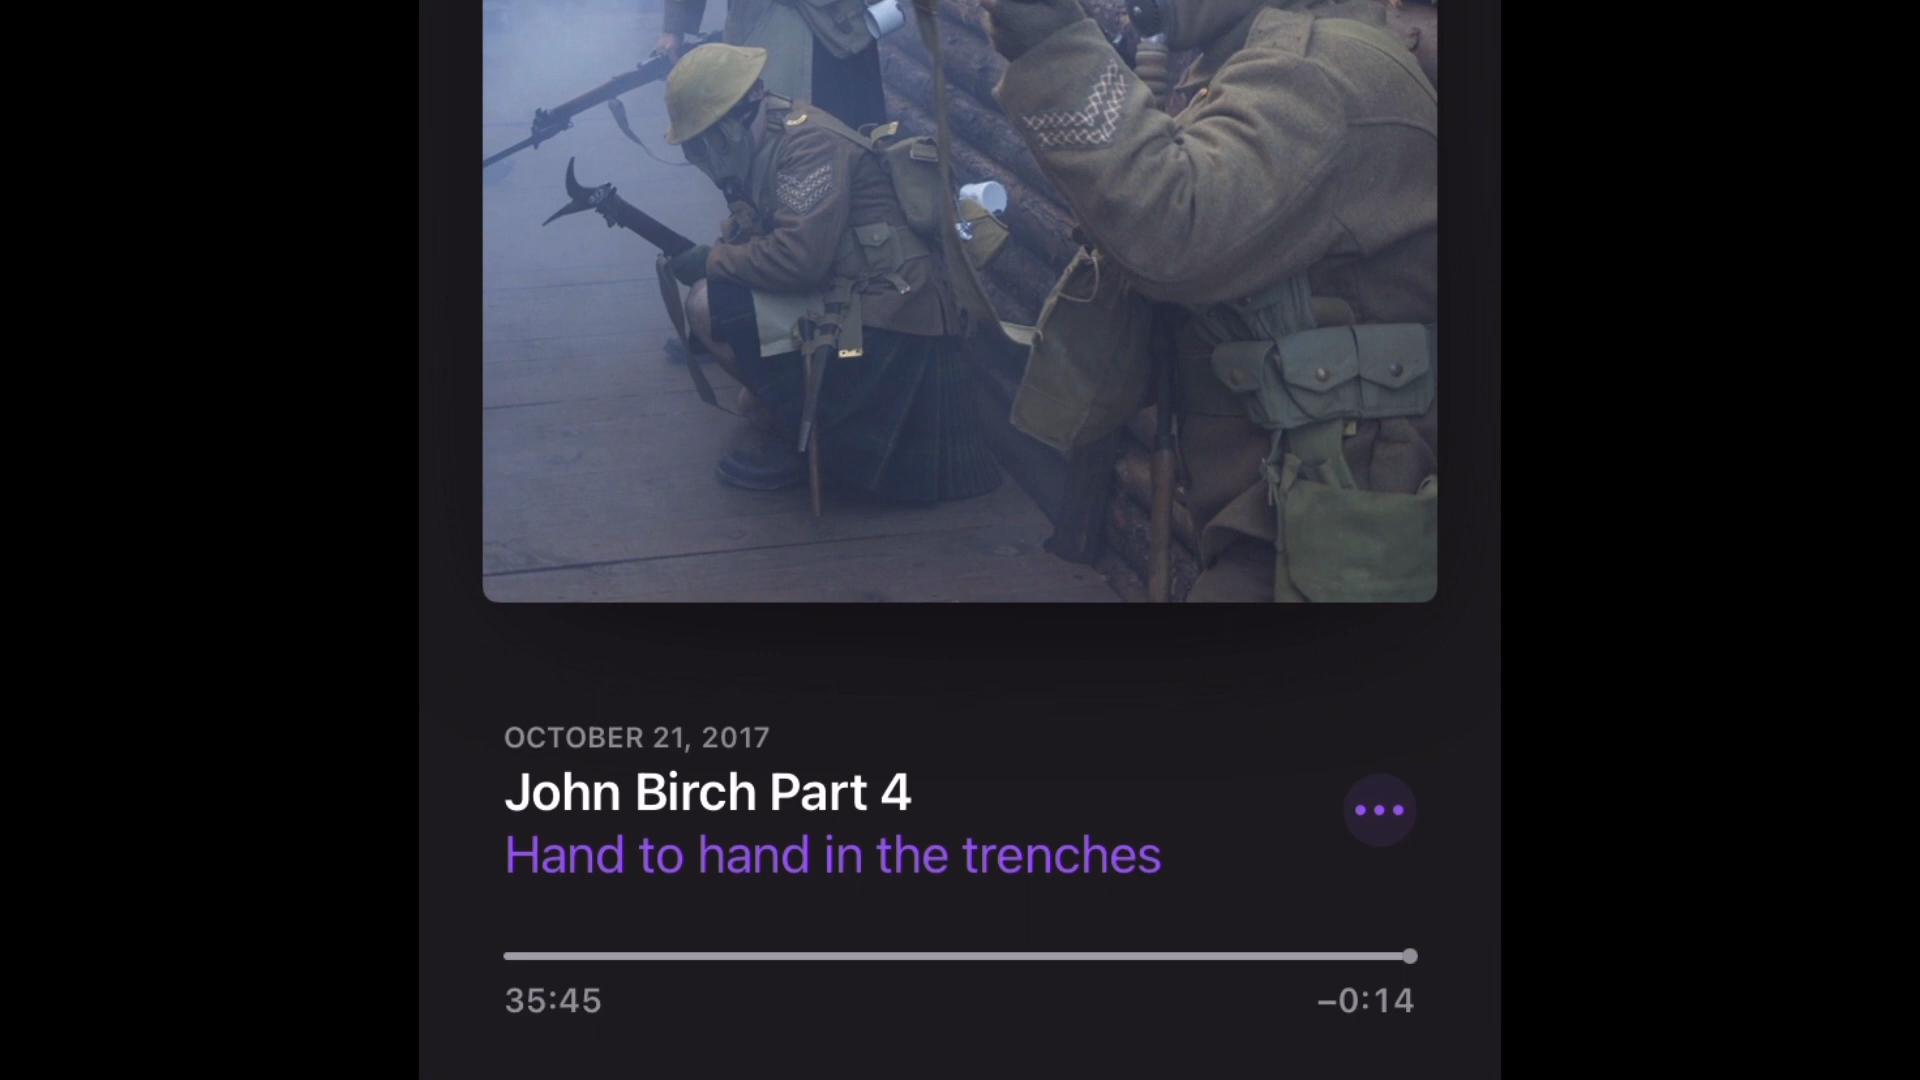 OCTOBER 21, 2017
John Birch Part 4
Hand to hand in the trenches
35:45
–0:14